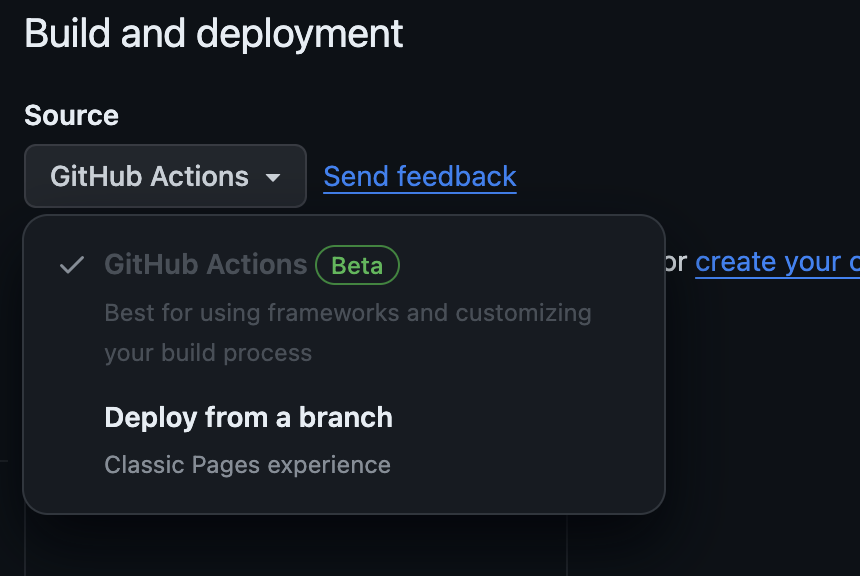 Build and deployment
Source
GitHub Actions Send feedback
GitHub Actions Beta
or create your
Best for using frameworks and customizing
your build process
Deploy from a branch
Classic Pages experience